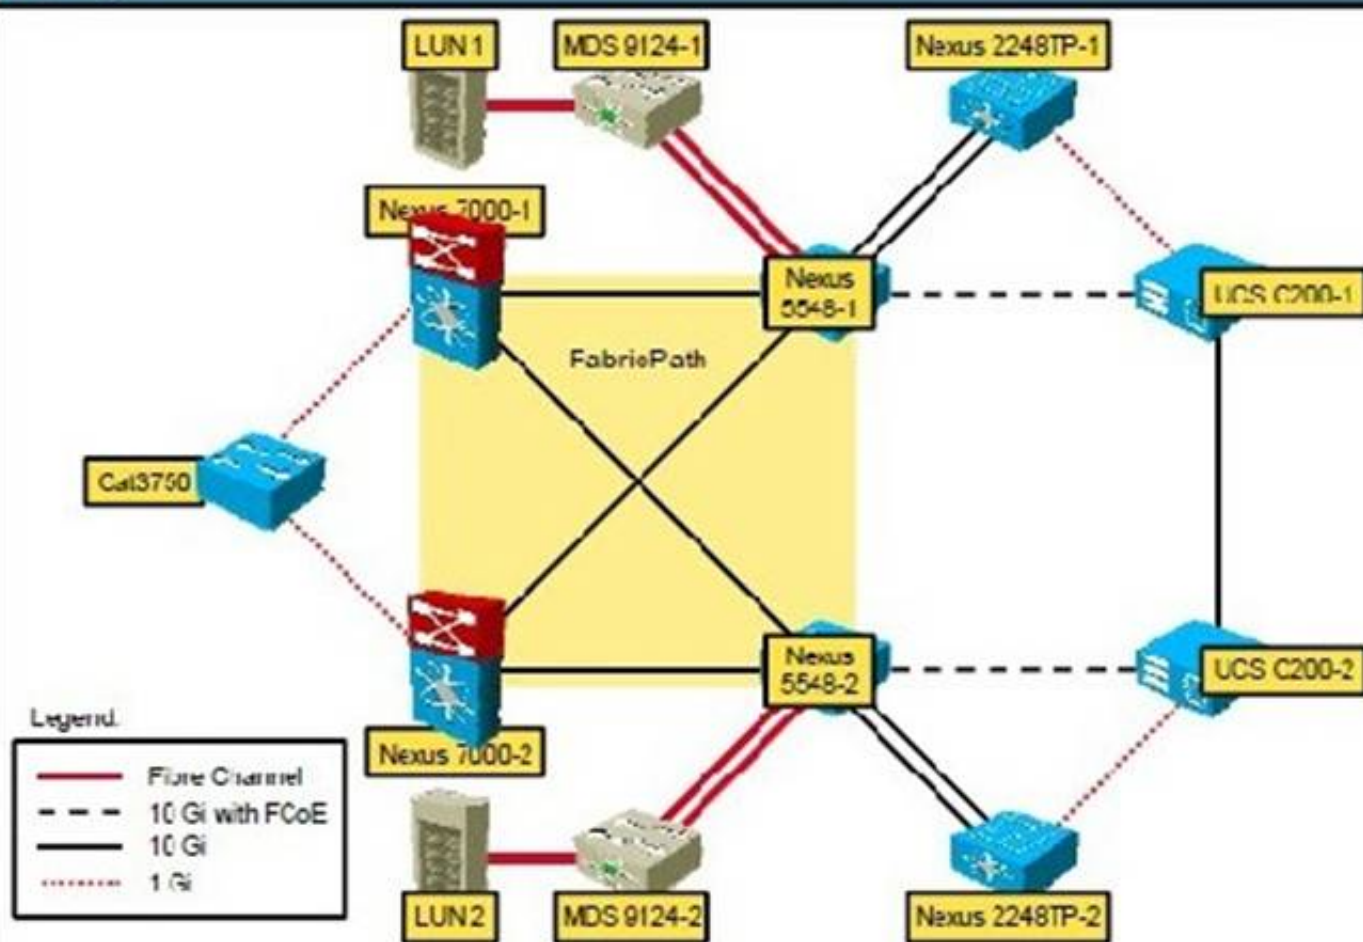 LUN 1
MDS 9124-1
Nexus 2248TP-1
Nexus 7000-1
Nexus
5548-1
UCS C200-1
FabricPath
Cat3750
Nexus
5548-2
UCS C200-2
Legend:
Fibre Channel
10 Gi with FCoE
10 Gi
1 Gi
Nexus 7000-2
LUN 2
MDS 9124-2
Nexus 2248TP-2